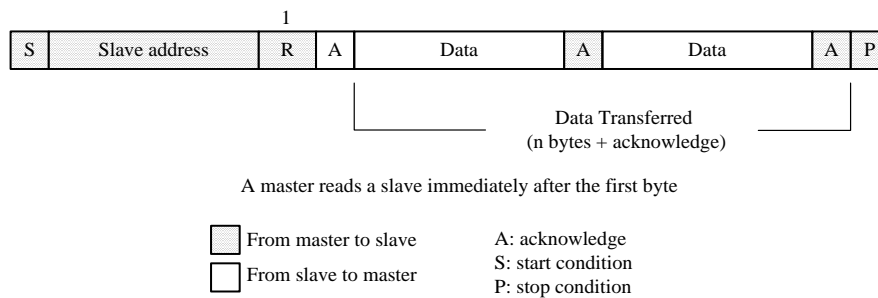 1
S Slave address R A Data A Data A P
Data Transferred
(n bytes + acknowledge)
A master reads a slave immediately after the first byte
From master to slave
From slave to master
A: acknowledge
S: start condition
P: stop condition